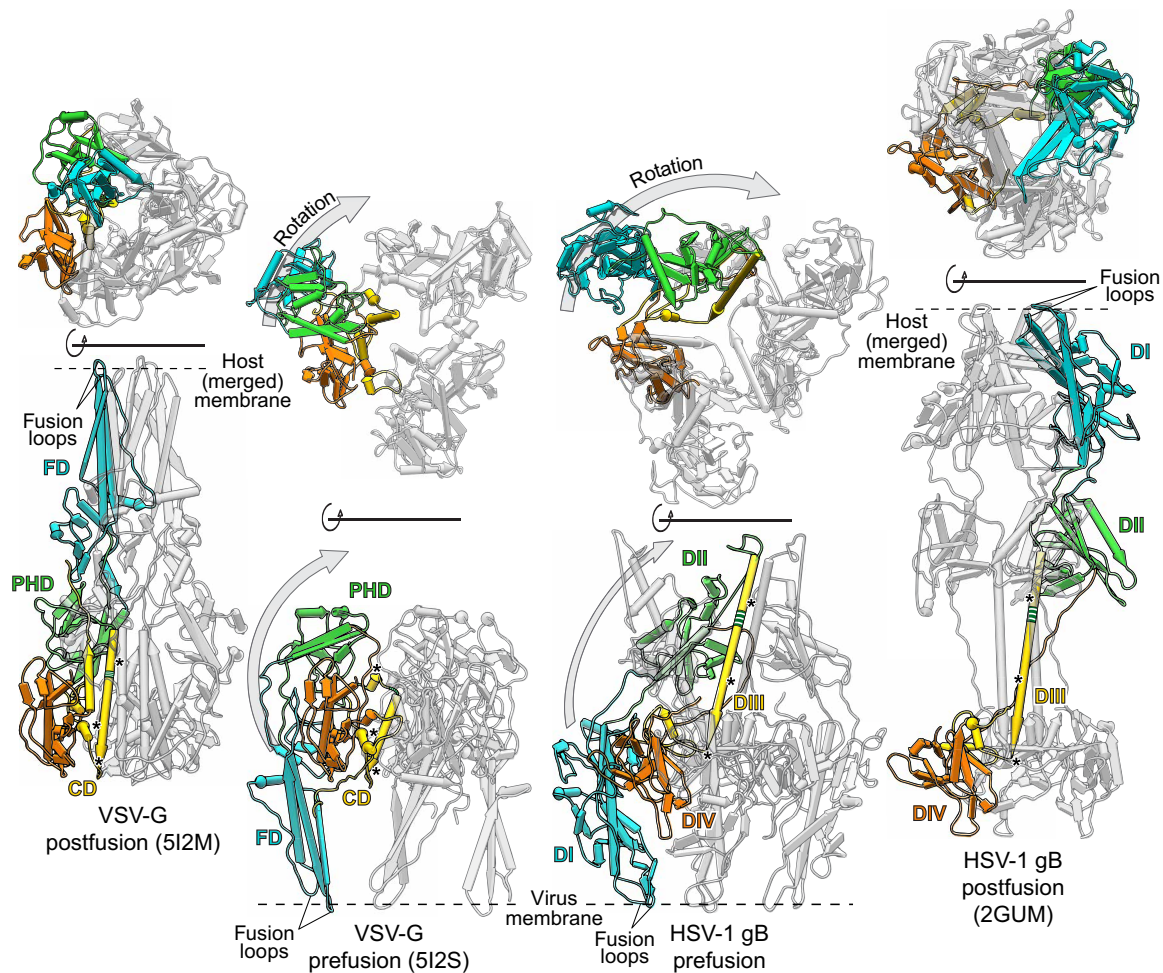 Rotation
Rotation
Fusion
loops
Host
(merged)
membrane
DI
Host
(merged)
membrane
Fusion
loops
FD
DII
PHD
PHD
DII
*
*
*
*
*
*
*
*
*
*
*
*
DIII
DIII
CD
CD
DIV
DIV
VSV-G
postfusion (5I2M)
FD
DI
HSV-1 gB
postfusion
(2GUM)
Virus
membrane
Fusion
loops
VSV-G
prefusion (5I2S)
Fusion
loops
HSV-1 gB
prefusion